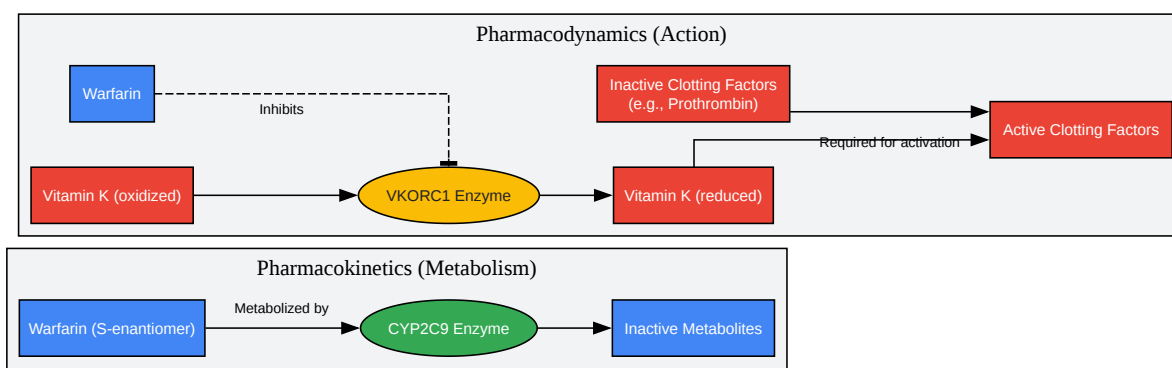 Pharmacodynamics (Action)
Warfarin
Inhibits
Inactive Clotting Factors
(e.g., Prothrombin)
Active Clotting Factors
Required for activation
Vitamin K (oxidized)
VKORC1 Enzyme
Vitamin K (reduced)
Pharmacokinetics (Metabolism)
Warfarin (S-enantiomer)
Metabolized by
CYP2C9 Enzyme
Inactive Metabolites